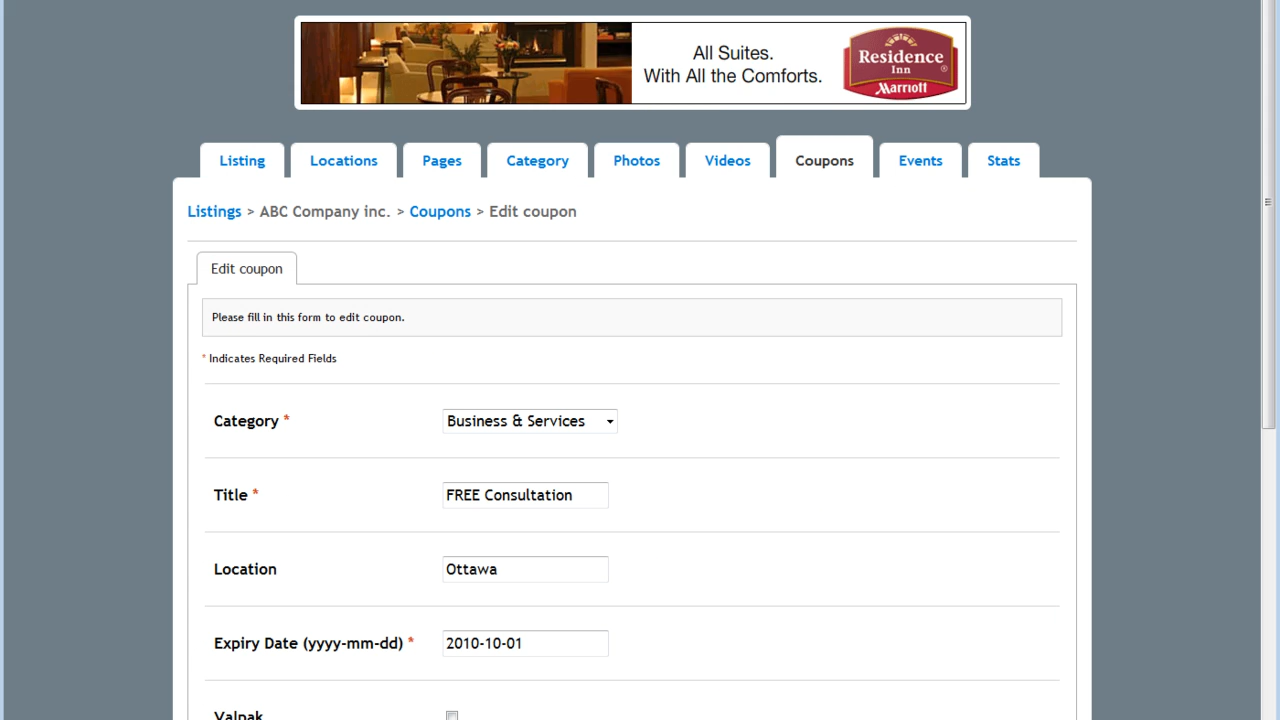 All Suites.
With All the Comforts.
Residence
Inn
®
Marriott
Listing Locations Pages Category Photos Videos Coupons Events Stats
Listings > ABC Company inc. > Coupons > Edit coupon
Edit coupon
Please fill in this form to edit coupon.
* Indicates Required Fields
Category * Business & Services
Title * FREE Consultation
Location Ottawa
Expiry Date (yyyy-mm-dd) * 2010-10-01
Valpak